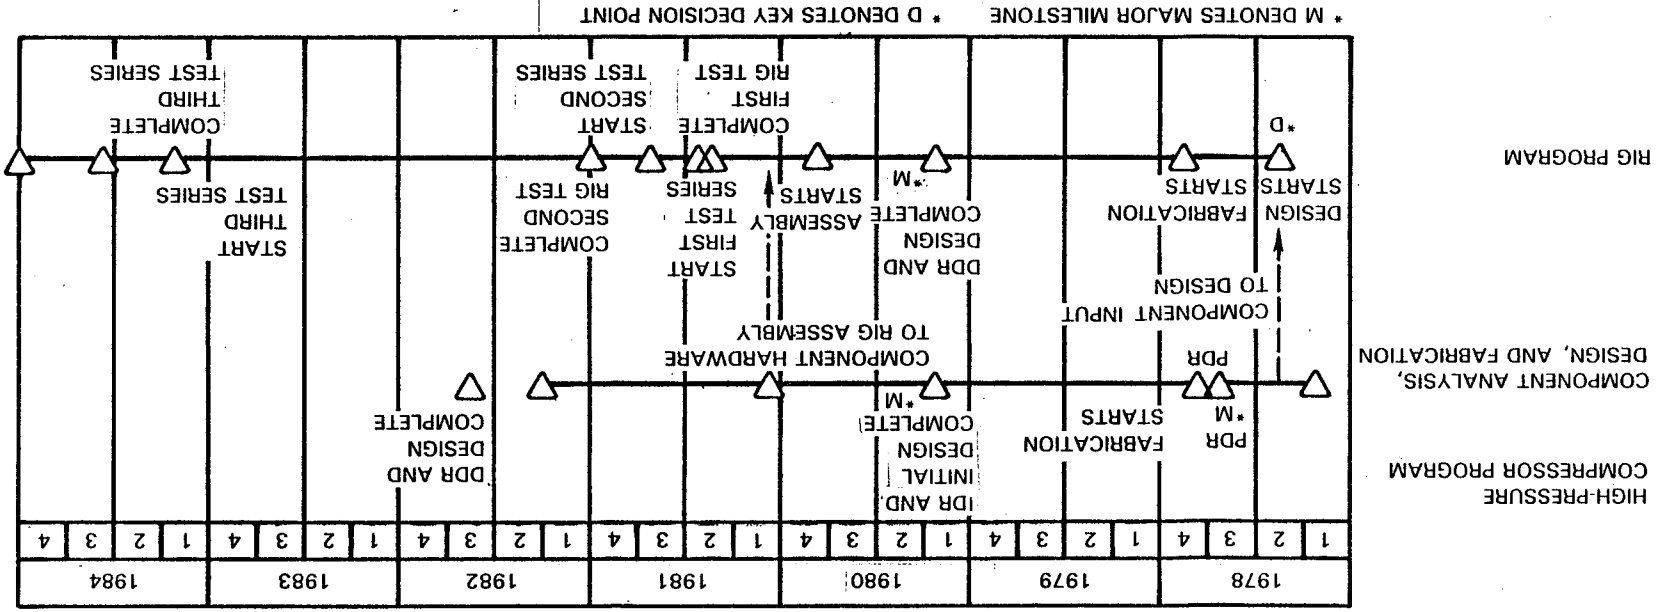 1978 1979 1980 1981 1982 1983 1984
1 2 3 4 1 2 3 4 1 2 3 4 1 2 3 4 1 2 3 4 1 2 3 4 1 2 3 4
HIGH-PRESSURE
COMPRESSOR PROGRAM
COMPONENT ANALYSIS,
DESIGN, AND FABRICATION
PDR
*M
PDR
FABRICATION
STARTS
IDR AND
INITIAL
DESIGN
COMPLETE
*M
DDR AND
DESIGN
COMPLETE
COMPONENT INPUT
TO DESIGN
COMPONENT HARDWARE
TO RIG ASSEMBLY
RIG PROGRAM
DESIGN
STARTS
*D
FABRICATION
STARTS
DDR AND
DESIGN
COMPLETE
*M
ASSEMBLY
STARTS
START
FIRST
TEST
SERIES
COMPLETE
FIRST
RIG TEST
START
SECOND
TEST SERIES
COMPLETE
SECOND
RIG TEST
START
THIRD
TEST SERIES
COMPLETE
THIRD
TEST SERIES
* M DENOTES MAJOR MILESTONE * D DENOTES KEY DECISION POINT